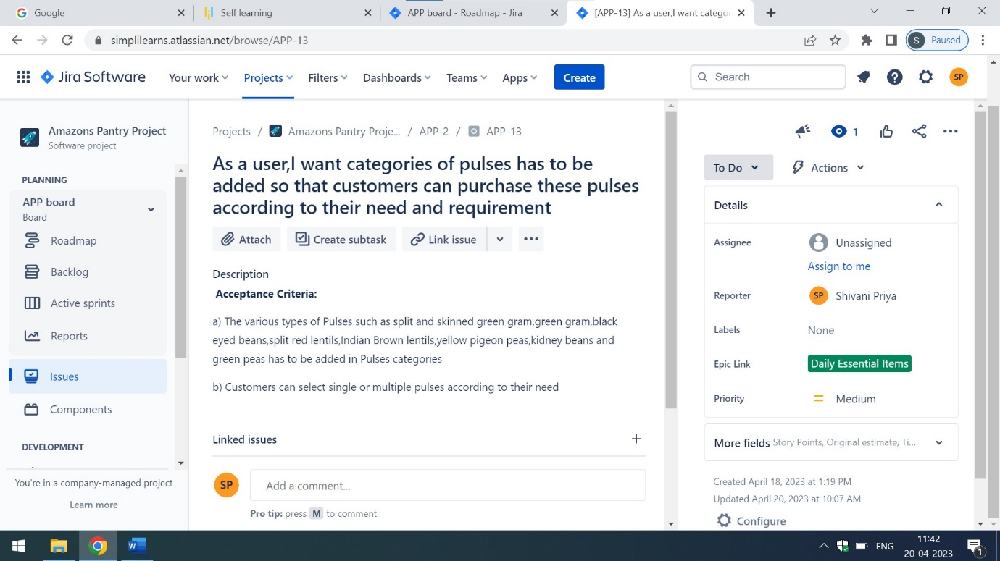 Google
Self learning
APP board - Roadmap - Jira
[APP-13] As a user,I want catego
simplilearns.atlassian.net/browse/APP-13
S Paused
Jira Software
Your work
Projects
Filters
Dashboards
Teams
Apps
Create
Search
SP
Amazons Pantry Project
Software project
PLANNING
APP board
Board
Roadmap
Backlog
Active sprints
Reports
Issues
Components
DEVELOPMENT
You're in a company-managed project
Learn more
Projects / Amazons Pantry Proje... / APP-2 / APP-13
As a user,I want categories of pulses has to be
added so that customers can purchase these pulses
according to their need and requirement
Attach
Create subtask
Link issue
Description
Acceptance Criteria:
a) The various types of Pulses such as split and skinned green gram,green gram,black
eyed beans,split red lentils,Indian Brown lentils,yellow pigeon peas,kidney beans and
green peas has to be added in Pulses categories
b) Customers can select single or multiple pulses according to their need
Linked issues
SP
Add a comment...
Pro tip: press M to comment
1
To Do
Actions
Details
Assignee
Unassigned
Assign to me
Reporter
SP Shivani Priya
Labels
None
Epic Link
Daily Essential Items
Priority
Medium
More fields Story Points, Original estimate, Ti...
Created April 18, 2023 at 1:19 PM
Updated April 20, 2023 at 10:07 AM
Configure
W
ENG
11:42
20-04-2023
1